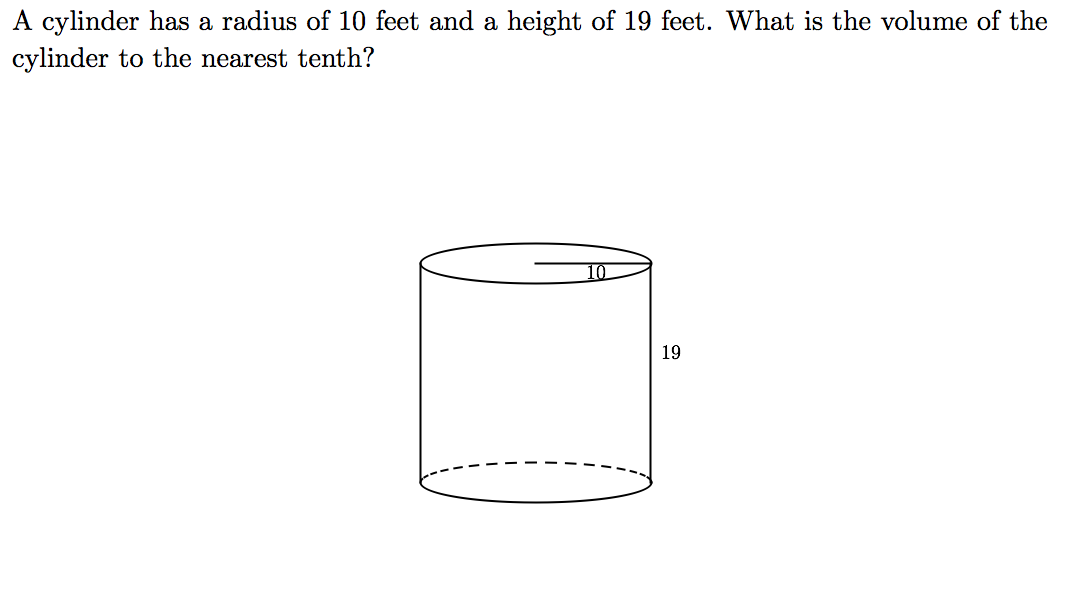 A cylinder has a radius of 10 feet and a height of 19 feet. What is the volume of the
cylinder to the nearest tenth?
10
19